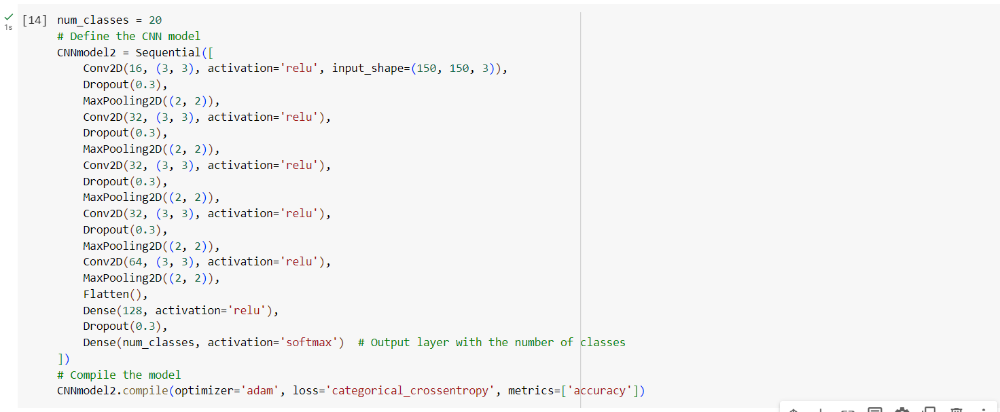 [14] num_classes = 20
1s
# Define the CNN model
CNNmodel2 = Sequential([
    Conv2D(16, (3, 3), activation='relu', input_shape=(150, 150, 3)),
    Dropout(0.3),
    MaxPooling2D((2, 2)),
    Conv2D(32, (3, 3), activation='relu'),
    Dropout(0.3),
    MaxPooling2D((2, 2)),
    Conv2D(32, (3, 3), activation='relu'),
    Dropout(0.3),
    MaxPooling2D((2, 2)),
    Conv2D(32, (3, 3), activation='relu'),
    Dropout(0.3),
    MaxPooling2D((2, 2)),
    Conv2D(64, (3, 3), activation='relu'),
    MaxPooling2D((2, 2)),
    Flatten(),
    Dense(128, activation='relu'),
    Dropout(0.3),
    Dense(num_classes, activation='softmax')  # Output layer with the number of classes
])
# Compile the model
CNNmodel2.compile(optimizer='adam', loss='categorical_crossentropy', metrics=['accuracy'])